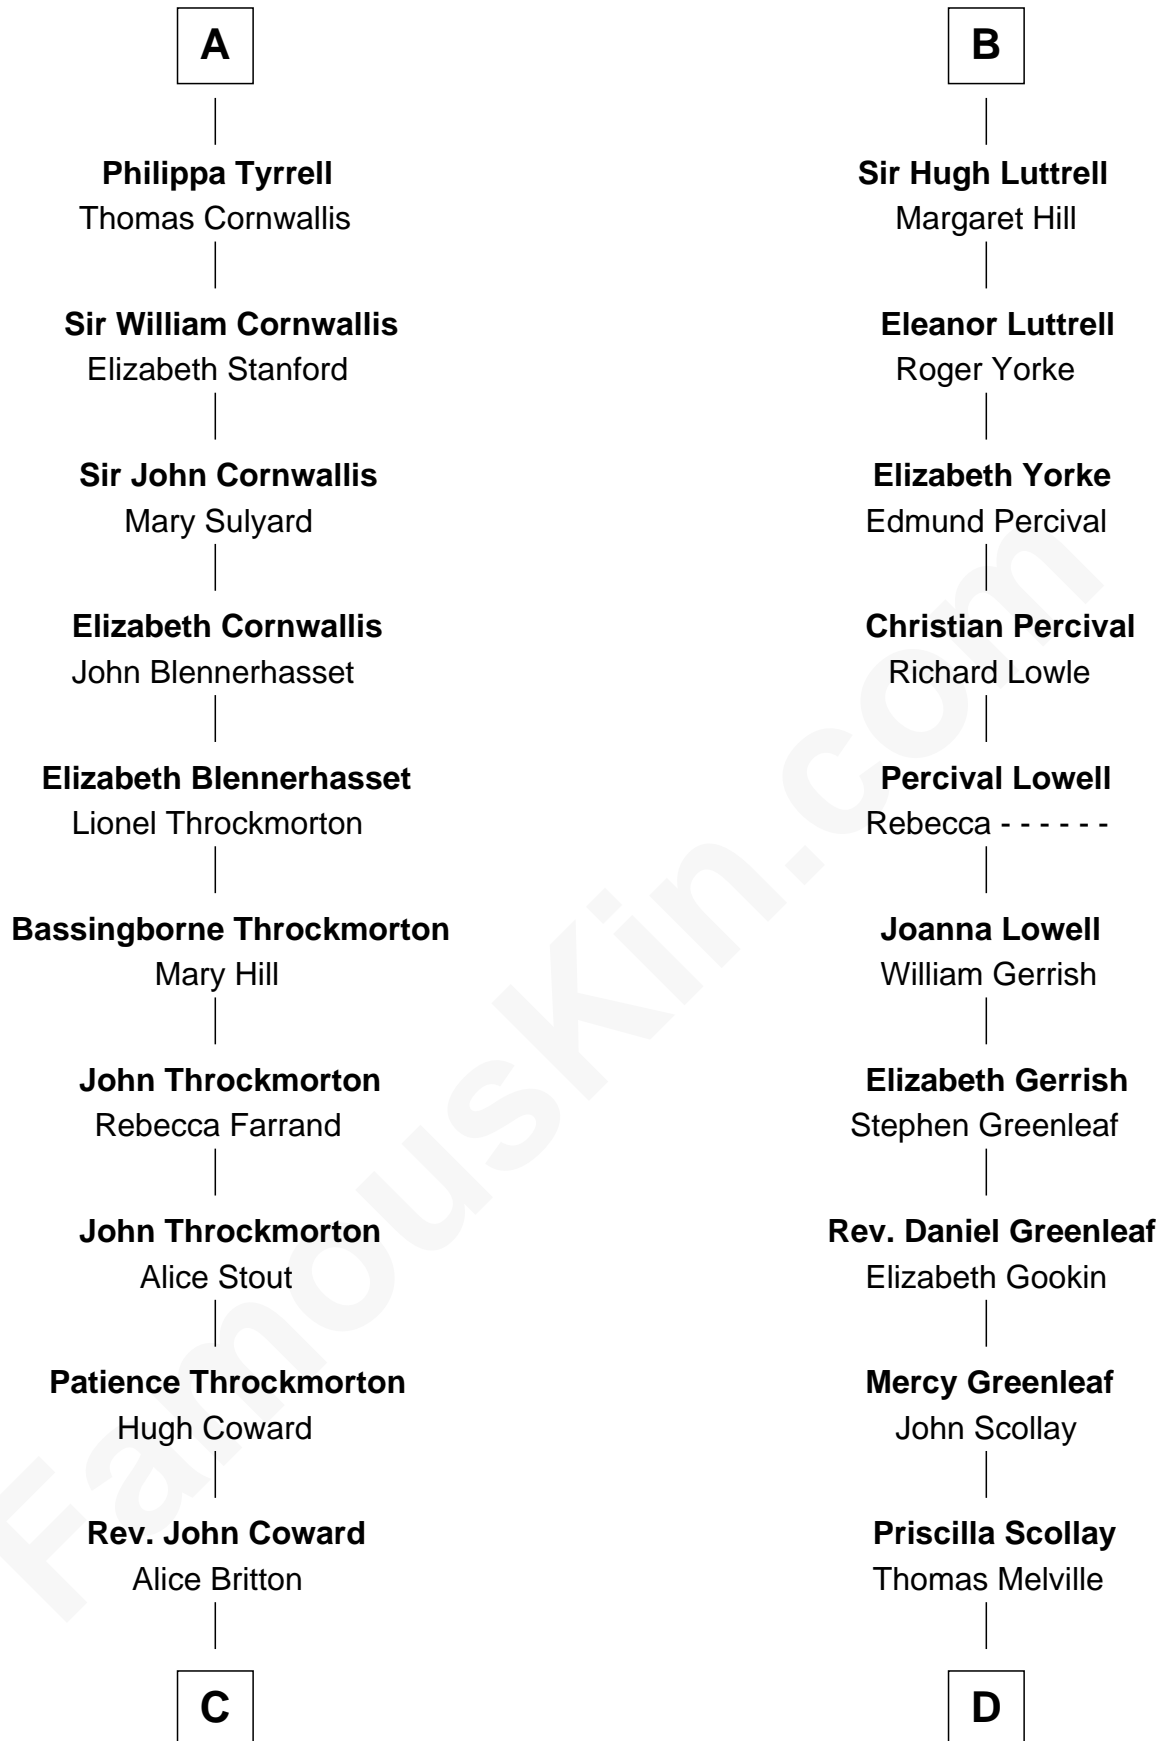 A
Philippa Tyrrell
Thomas Cornwallis
Sir William Cornwallis
Elizabeth Stanford
Sir John Cornwallis
Mary Sulyard
Elizabeth Cornwallis
John Blennerhasset
Elizabeth Blennerhasset
Lionel Throckmorton
Bassingborne Throckmorton
Mary Hill
John Throckmorton
Rebecca Farrand
John Throckmorton
Alice Stout
Patience Throckmorton
Hugh Coward
Rev. John Coward
Alice Britton
C
B
Sir Hugh Luttrell
Margaret Hill
Eleanor Luttrell
Roger Yorke
Elizabeth Yorke
Edmund Percival
Christian Percival
Richard Lowle
Percival Lowell
Rebecca - - - - - -
Joanna Lowell
William Gerrish
Elizabeth Gerrish
Stephen Greenleaf
Rev. Daniel Greenleaf
Elizabeth Gookin
Mercy Greenleaf
John Scollay
Priscilla Scollay
Thomas Melville
D
FamousKin.com